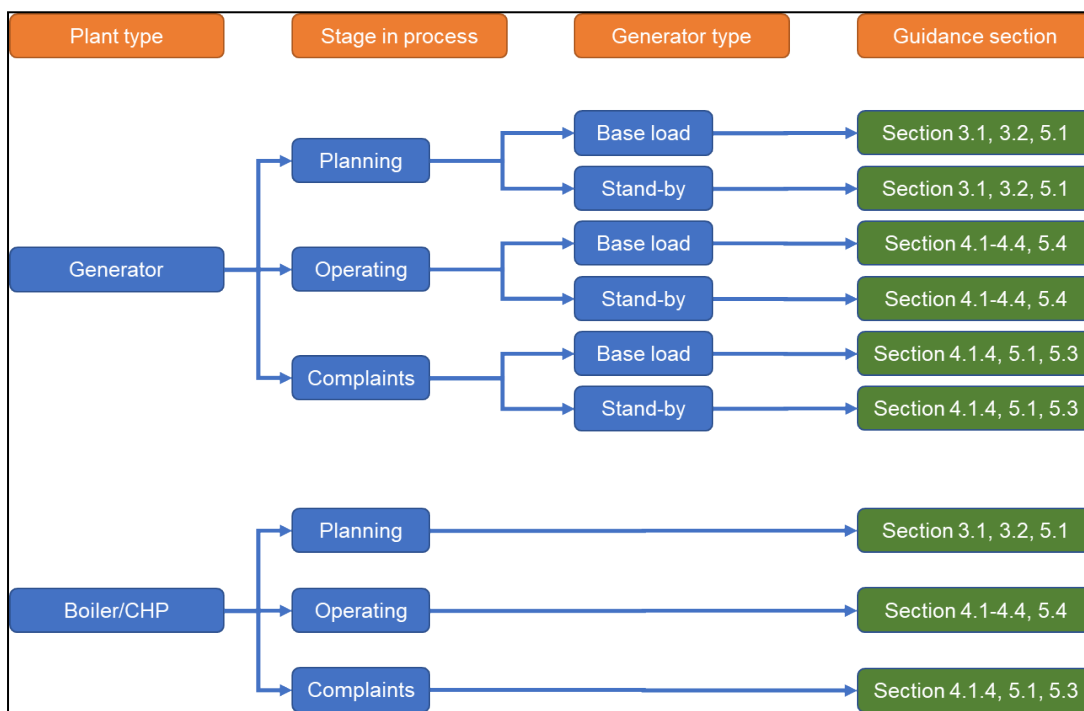 Plant type
Stage in process
Generator type
Guidance section
Base load
Section 3.1, 3.2, 5.1
Planning
Stand-by
Section 3.1, 3.2, 5.1
Base load
Section 4.1-4.4, 5.4
Generator
Operating
Stand-by
Section 4.1-4.4, 5.4
Base load
Section 4.1.4, 5.1, 5.3
Complaints
Stand-by
Section 4.1.4, 5.1, 5.3
Planning
Section 3.1, 3.2, 5.1
Boiler/CHP
Operating
Section 4.1-4.4, 5.4
Complaints
Section 4.1.4, 5.1, 5.3